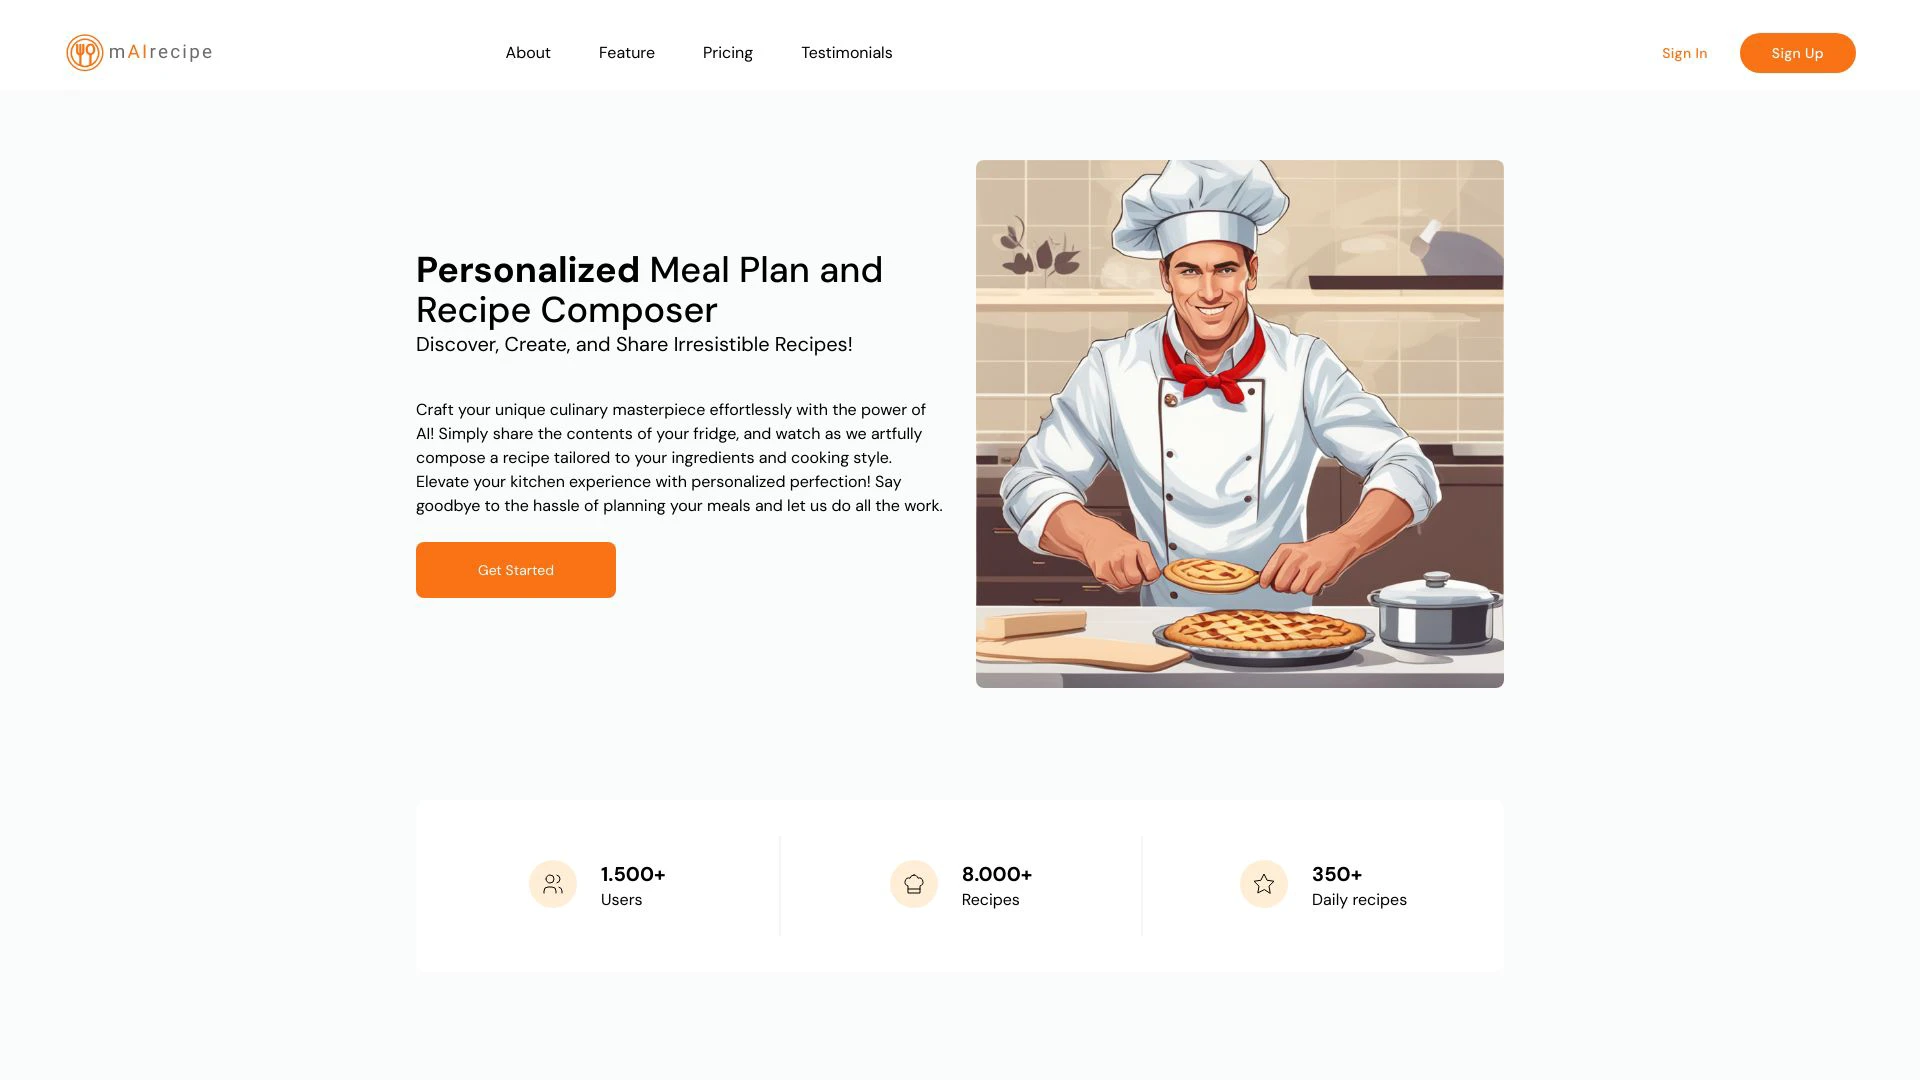 mAIrecipe
About
Feature
Pricing
Testimonials
Sign In
Sign Up
Personalized Meal Plan and
Recipe Composer
Discover, Create, and Share Irresistible Recipes!
Craft your unique culinary masterpiece effortlessly with the power of
AI! Simply share the contents of your fridge, and watch as we artfully
compose a recipe tailored to your ingredients and cooking style.
Elevate your kitchen experience with personalized perfection! Say
goodbye to the hassle of planning your meals and let us do all the work.
Get Started
1.500+
Users
8.000+
Recipes
350+
Daily recipes